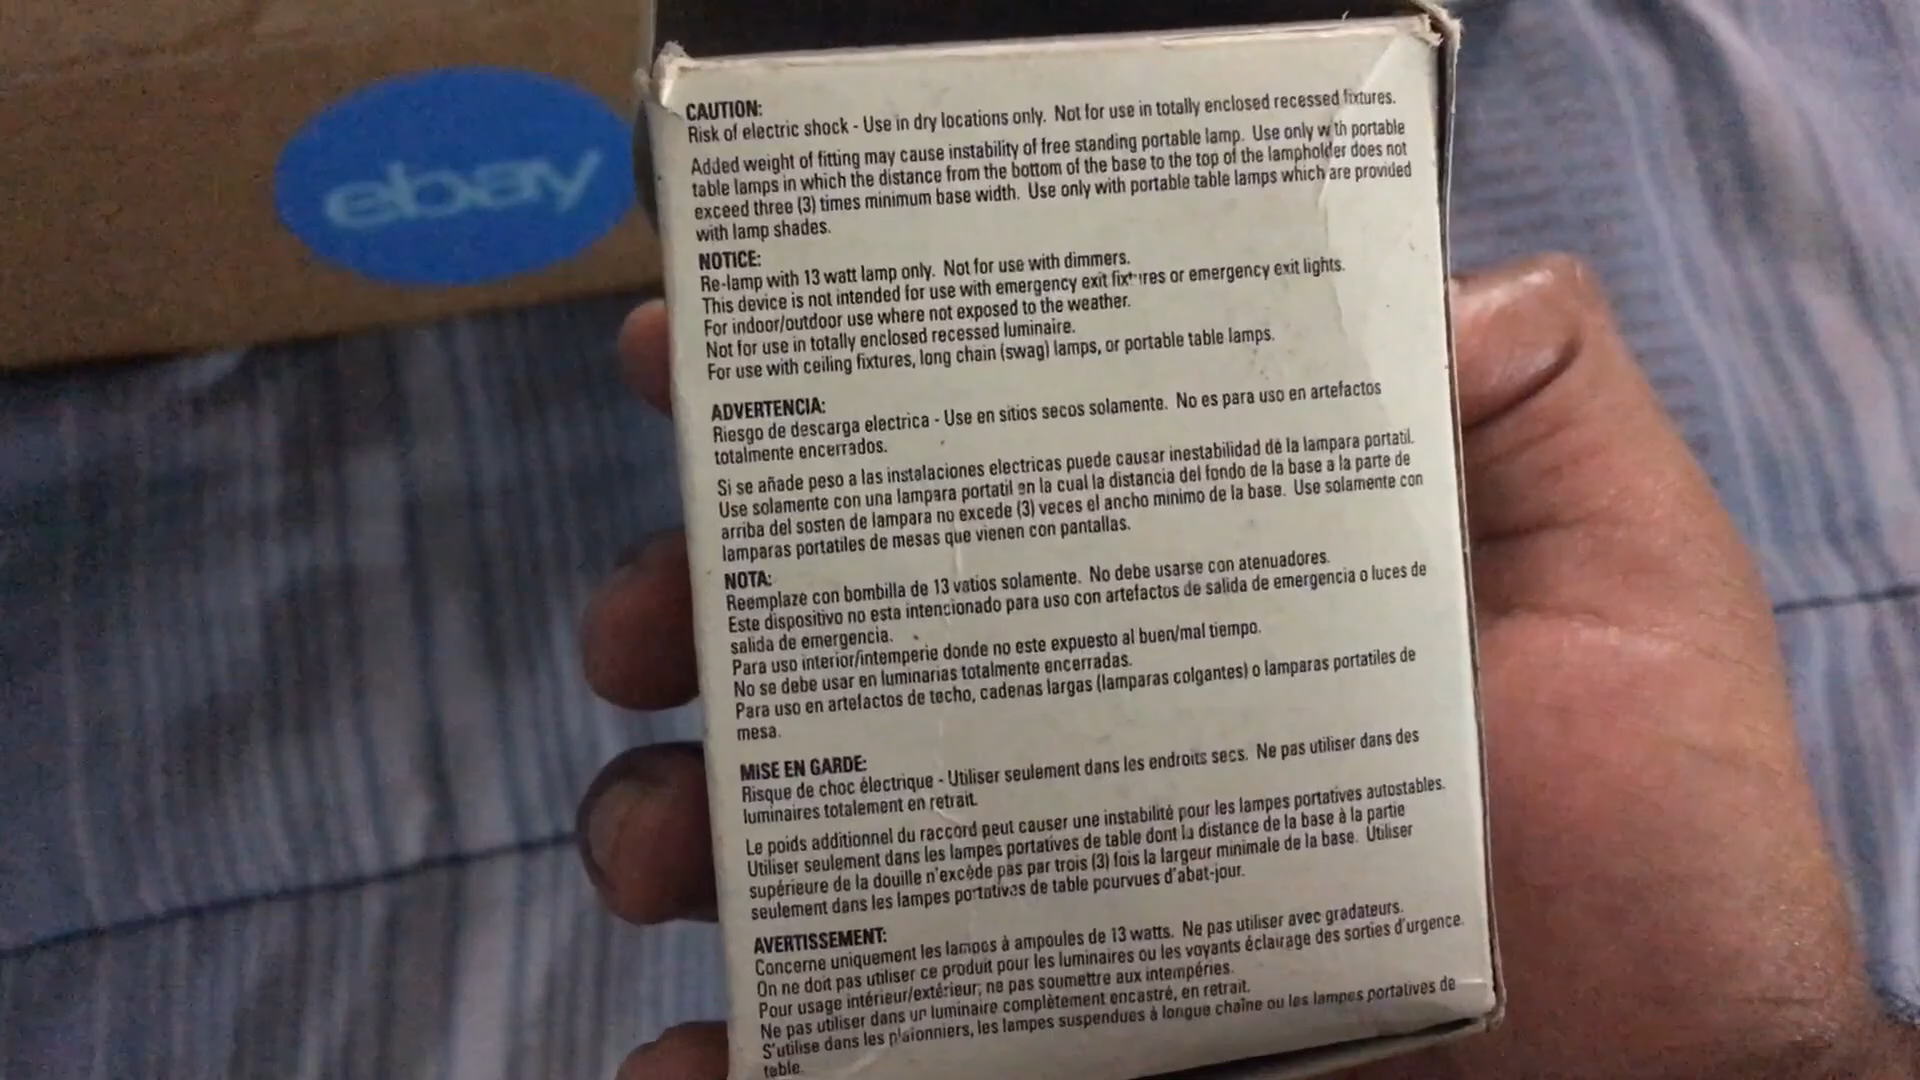 ebay
CAUTION:
Risk of electric shock - Use in dry locations only. Not for use in totally enclosed recessed fixtures.
Added weight of fitting may cause instability of free standing portable lamp. Use only with portable
table lamps in which the distance from the bottom of the base to the top of the lampholder does not
exceed three (3) times minimum base width. Use only with portable table lamps which are provided
with lamp shades.
NOTICE:
Re-lamp with 13 watt lamp only. Not for use with dimmers.
This device is not intended for use with emergency exit fixtures or emergency exit lights.
For indoor/outdoor use where not exposed to the weather.
Not for use in totally enclosed recessed luminaire.
For use with ceiling fixtures, long chain (swag) lamps, or portable table lamps.
ADVERTENCIA:
Riesgo de descarga electrica - Use en sitios secos solamente. No es para uso en artefactos
totalmente encerrados.
Si se añade peso a las instalaciones electricas puede causar inestabilidad de la lampara portatil.
Use solamente con una lampara portatil en la cual la distancia del fondo de la base a la parte de
arriba del sosten de lampara no excede (3) veces el ancho minimo de la base. Use solamente con
lamparas portatiles de mesas que vienen con pantallas.
NOTA:
Reemplaze con bombilla de 13 vatios solamente. No debe usarse con atenuadores.
Este dispositivo no esta intencionado para uso con artefactos de salida de emergencia o luces de
salida de emergencia.
Para uso interior/intemperie donde no este expuesto al buen/mal tiempo.
No se debe usar en luminarias totalmente encerradas.
Para uso en artefactos de techo, cadenas largas (lamparas colgantes) o lamparas portatiles de
mesa.
MISE EN GARDE:
Risque de choc électrique - Utiliser seulement dans les endroits secs. Ne pas utiliser dans des
luminaires totalement en retrait.
Le poids additionnel du raccord peut causer une instabilité pour les lampes portatives autostables.
Utiliser seulement dans les lampes portatives de table dont la distance de la base à la partie
supérieure de la douille n'excède pas par trois (3) fois la largeur minimale de la base. Utiliser
seulement dans les lampes portatives de table pourvues d'abat-jour.
AVERTISSEMENT:
Concerne uniquement les lampes à ampoules de 13 watts. Ne pas utiliser avec gradateurs.
On ne doit pas utiliser ce produit pour les luminaires ou les voyants éclairage des sorties d'urgence.
Pour usage intérieur/extérieur; ne pas soumettre aux intempéries.
Ne pas utiliser dans un luminaire complètement encastré, en retrait.
S'utilise dans les plafonniers, les lampes suspendues à longue chaîne ou les lampes portatives de
table.